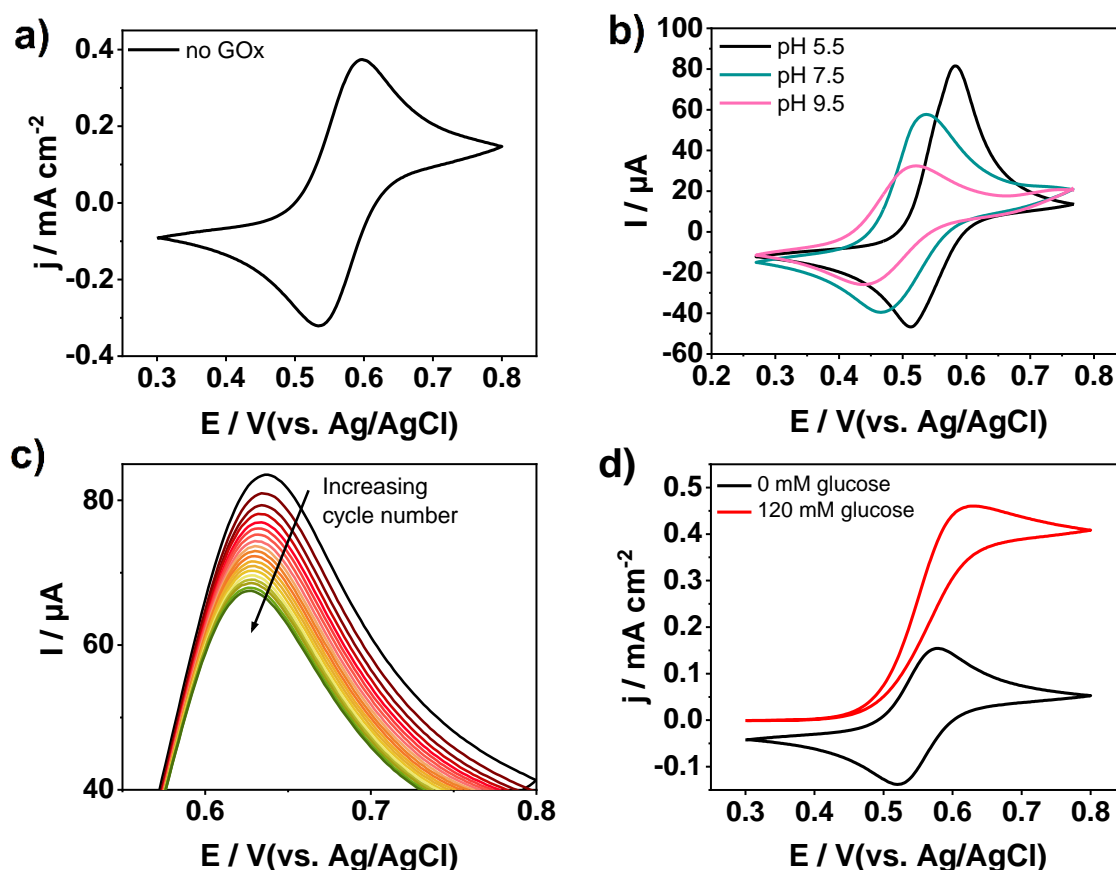 a)
no GOx
0.4
0.2
0.0
-0.2
-0.4
j / mA cm⁻²
0.3 0.4 0.5 0.6 0.7 0.8
E / V(vs. Ag/AgCl)
b)
pH 5.5
pH 7.5
pH 9.5
100
80
60
40
20
0
-20
-40
-60
I / µA
0.2 0.3 0.4 0.5 0.6 0.7 0.8
E / V(vs. Ag/AgCl)
c)
Increasing
cycle number
80
60
40
I / µA
0.6 0.7 0.8
E / V(vs. Ag/AgCl)
d)
0 mM glucose
120 mM glucose
0.5
0.4
0.3
0.2
0.1
0.0
-0.1
j / mA cm⁻²
0.3 0.4 0.5 0.6 0.7 0.8
E / V(vs. Ag/AgCl)